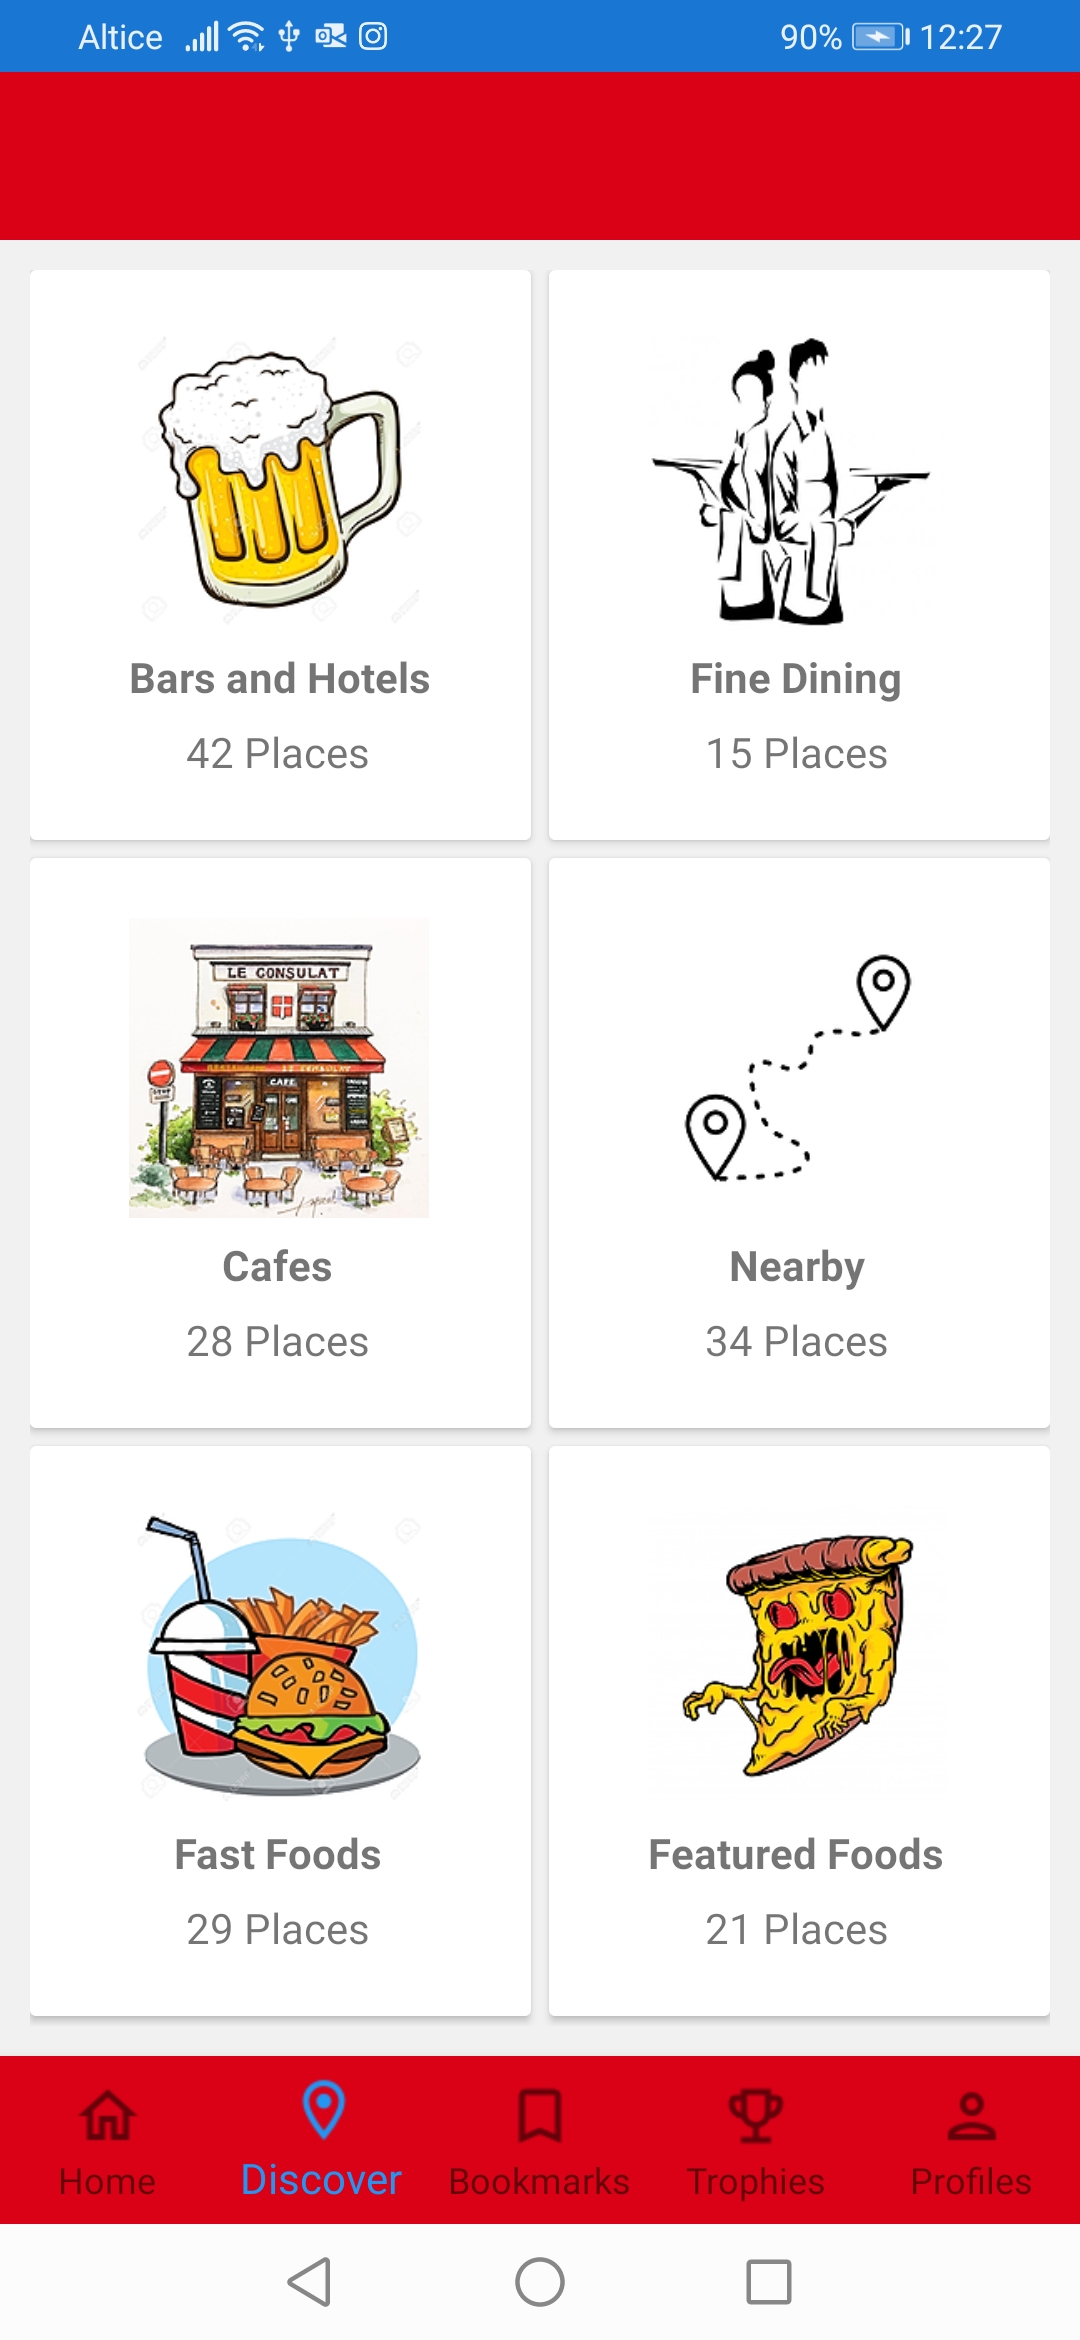 Altice 90% 12:27
Bars and Hotels
42 Places
Fine Dining
15 Places
LE CONSULAT
CAFE
Cafes
28 Places
Nearby
34 Places
Fast Foods
29 Places
Featured Foods
21 Places
Home Discover Bookmarks Trophies Profiles